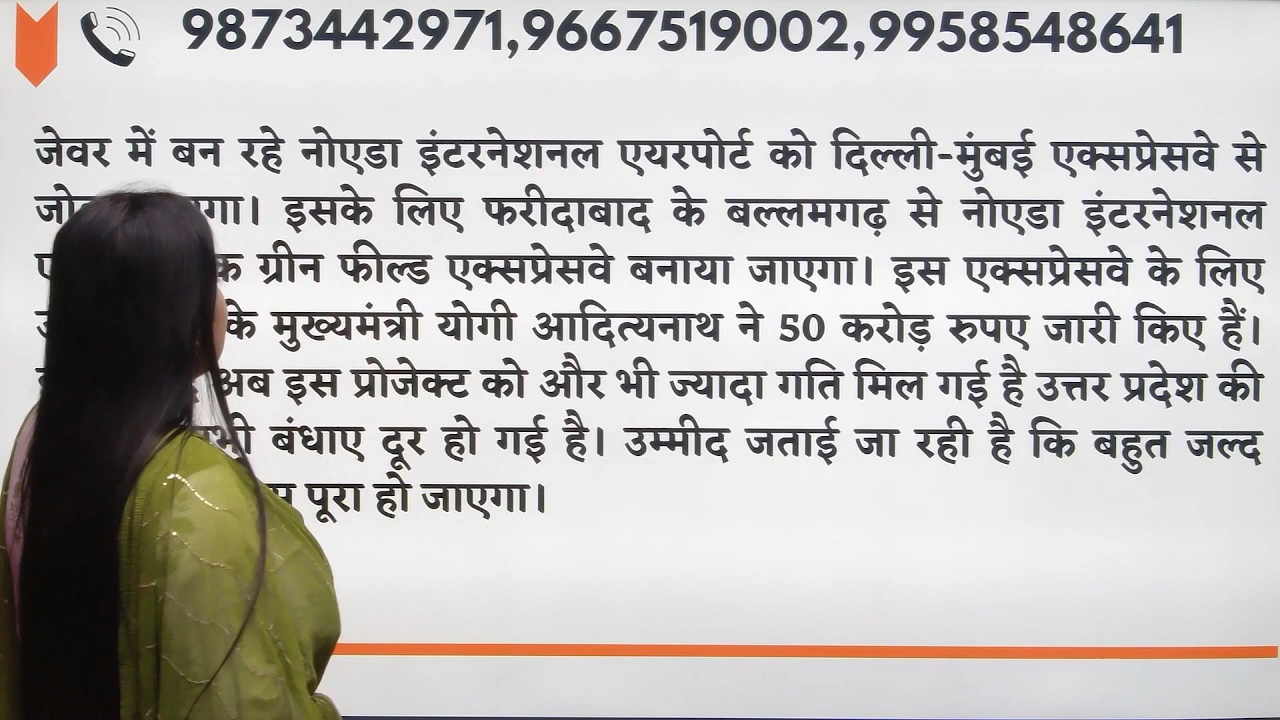 9873442971,9667519002,9958548641
जेवर में बन रहे नोएडा इंटरनेशनल एयरपोर्ट को दिल्ली-मुंबई एक्सप्रेसवे से
इसके लिए फरीदाबाद के बल्लमगढ़ से नोएडा इंटरनेशनल
ग्रीन फील्ड एक्सप्रेसवे बनाया जाएगा। इस एक्सप्रेसवे के लिए
के मुख्यमंत्री योगी आदित्यनाथ ने 50 करोड़ रुपए जारी किए हैं।
अब इस प्रोजेक्ट को और भी ज्यादा गति मिल गई है उत्तर प्रदेश की
बंधाए दूर हो गई है। उम्मीद जताई जा रही है कि बहुत जल्द
पूरा हो जाएगा।